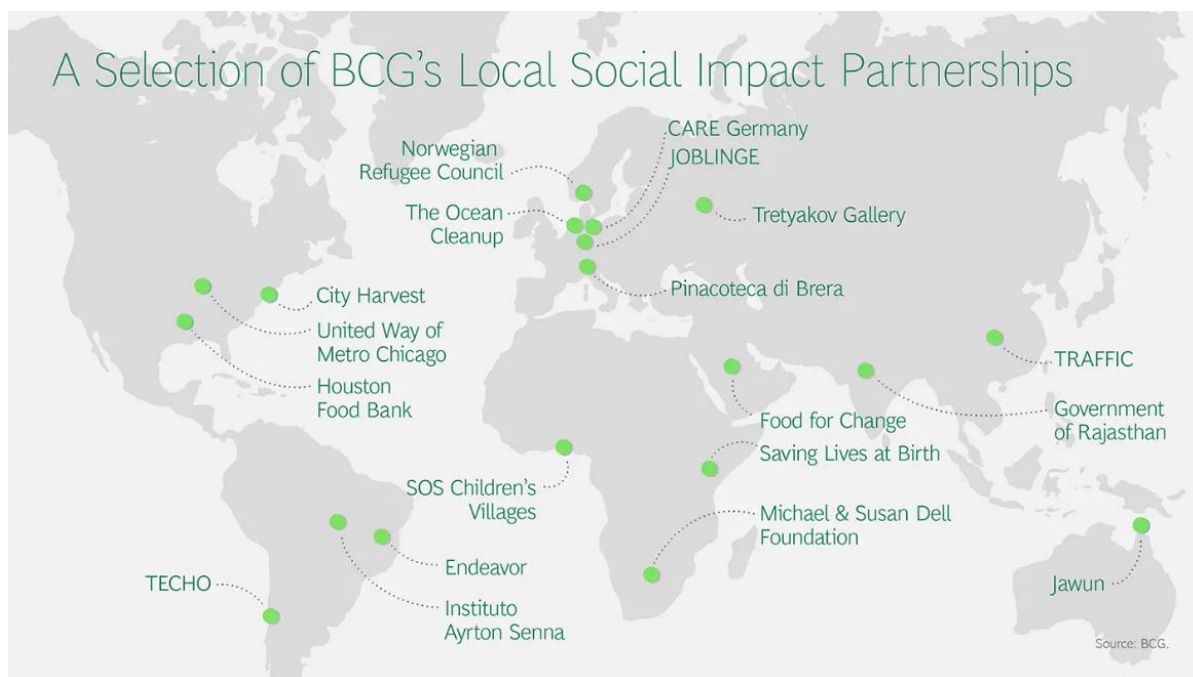 A Selection of BCG's Local Social Impact Partnerships
CARE Germany
JOBLINGE
Norwegian
Refugee Council
The Ocean
Cleanup
Tretyakov Gallery
Pinacoteca di Brera
City Harvest
United Way of
Metro Chicago
Houston
Food Bank
TRAFFIC
Government
of Rajasthan
Food for Change
Saving Lives at Birth
SOS Children's
Villages
Michael & Susan Dell
Foundation
Endeavor
TECHO
Instituto
Ayrton Senna
Jawun
Source: BCG.